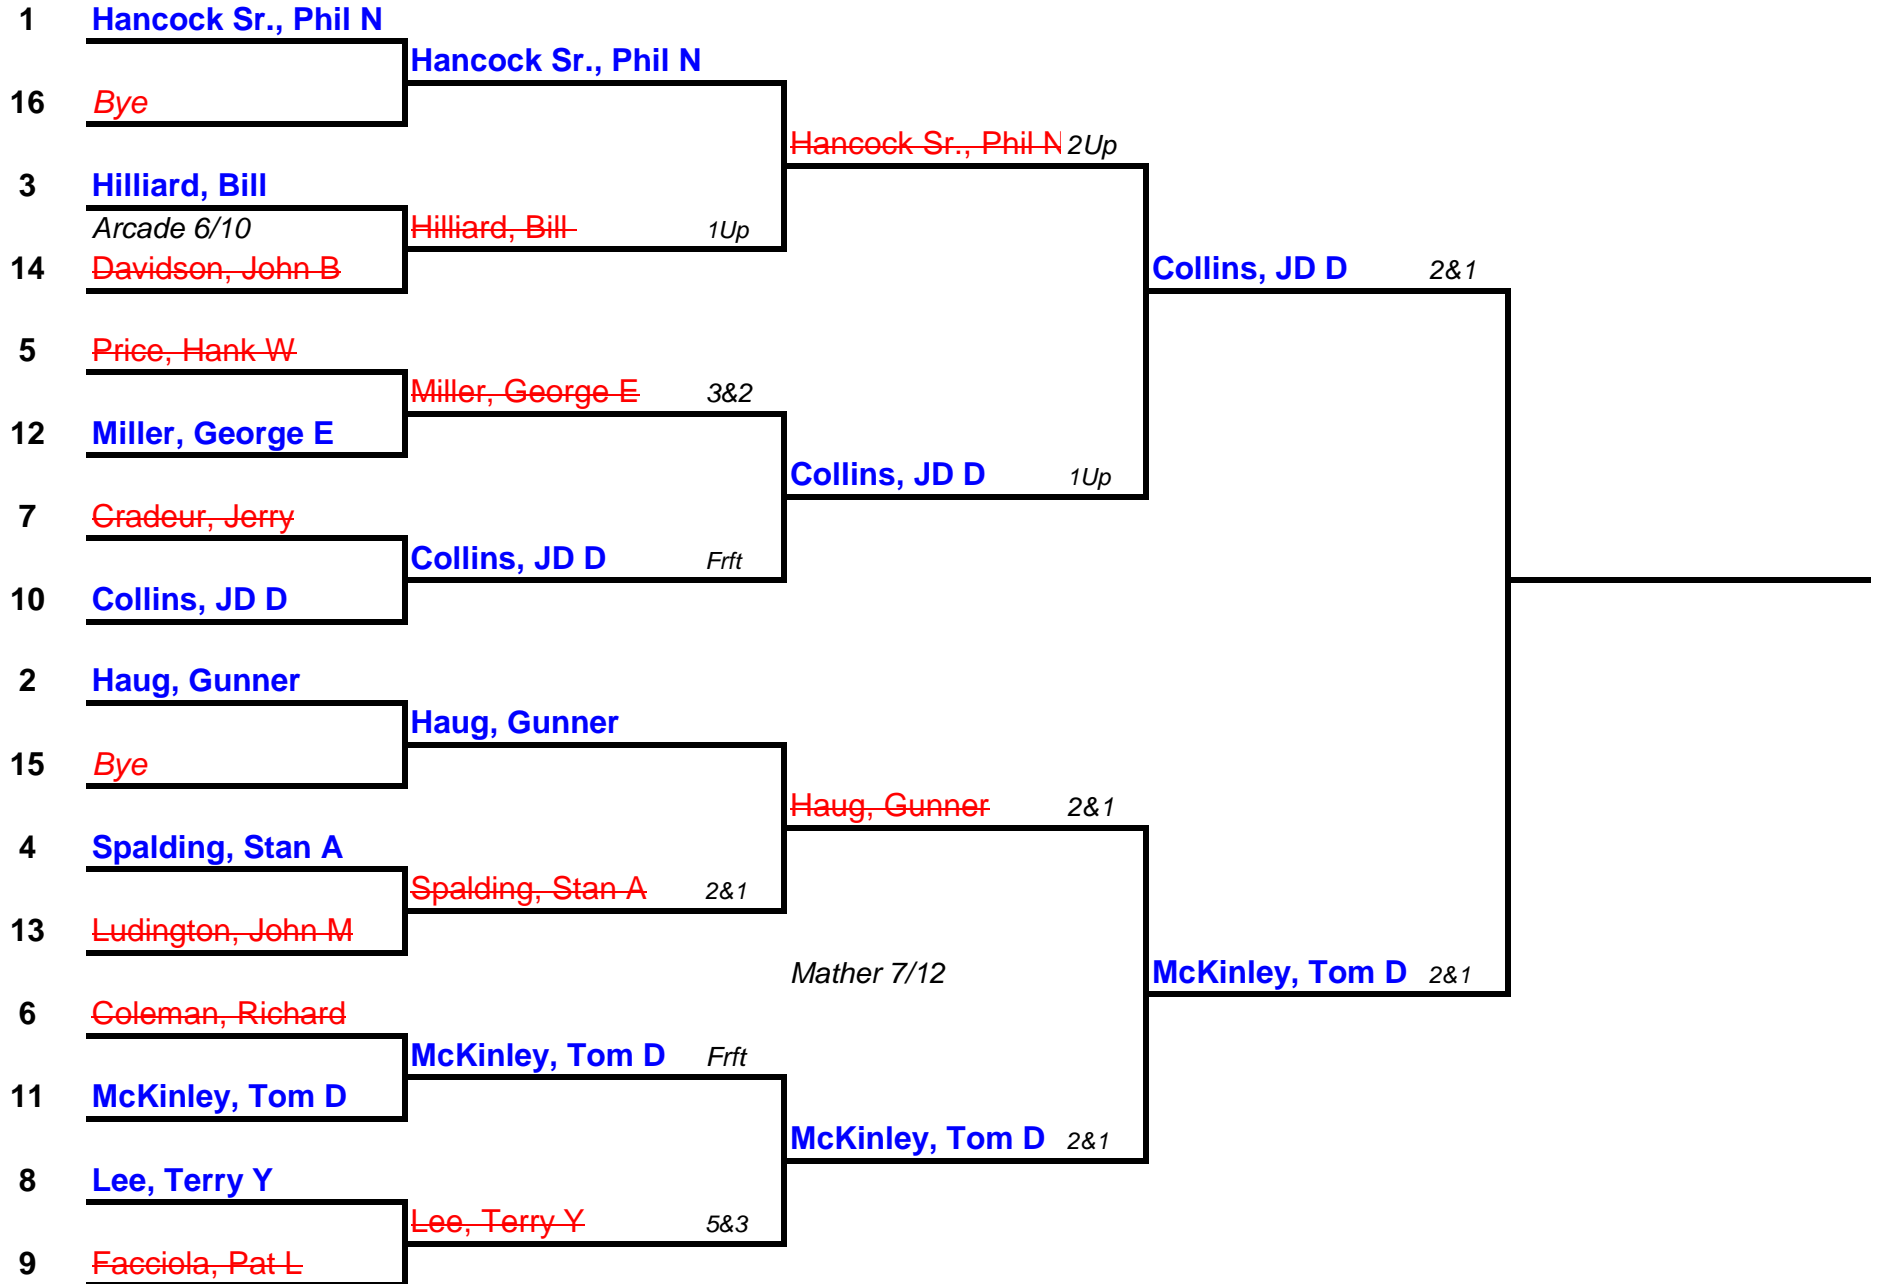 1 Hancock Sr., Phil N
Hancock Sr., Phil N
16 Bye
Hancock Sr., Phil N 2Up
3 Hilliard, Bill
Arcade 6/10 Hilliard, Bill 1Up
14 Davidson, John B Collins, JD D 2&1
5 Price, Hank W
Miller, George E 3&2
12 Miller, George E
Collins, JD D 1Up
7 Cradeur, Jerry
Collins, JD D Frft
10 Collins, JD D
2 Haug, Gunner
Haug, Gunner
15 Bye
Haug, Gunner 2&1
4 Spalding, Stan A
Spalding, Stan A 2&1
13 Ludington, John M
Mather 7/12 McKinley, Tom D 2&1
6 Coleman, Richard
McKinley, Tom D Frft
11 McKinley, Tom D
McKinley, Tom D 2&1
8 Lee, Terry Y
Lee, Terry Y 5&3
9 Facciola, Pat L